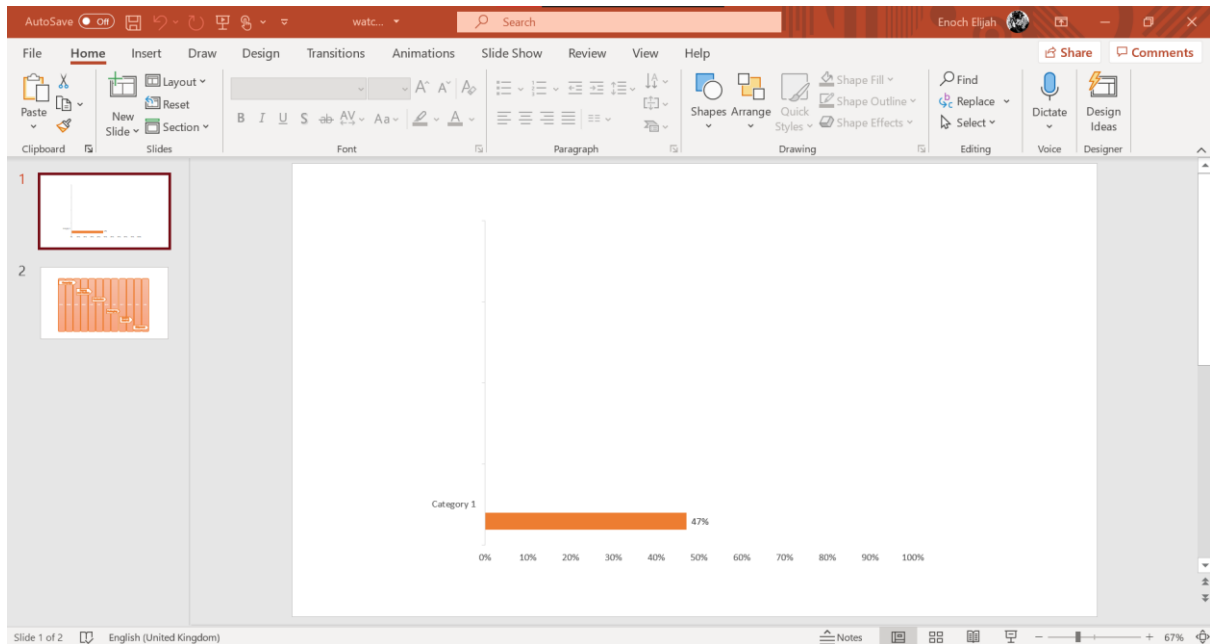 AutoSave Off watc... Search Enoch Elijah
File Home Insert Draw Design Transitions Animations Slide Show Review View Help Share Comments
Paste
New
Slide
Layout
Reset
Section
B I U S ab AV Aa A A A A
Shapes Arrange Quick
Styles
Shape Fill
Shape Outline
Shape Effects
Find
Replace
Select
Dictate
Design
Ideas
Clipboard Slides Font Paragraph Drawing Editing Voice Designer
1
2
Category 1
47%
0% 10% 20% 30% 40% 50% 60% 70% 80% 90% 100%
Slide 1 of 2 English (United Kingdom) Notes 67%